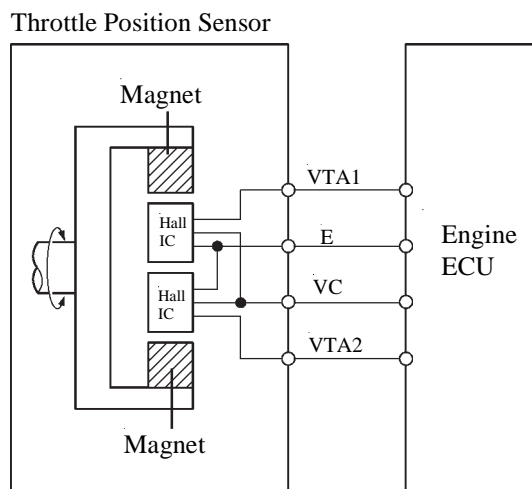 Throttle Position Sensor
Magnet
VTA1
Hall
IC
E
Engine
ECU
Hall
IC
VC
VTA2
Magnet